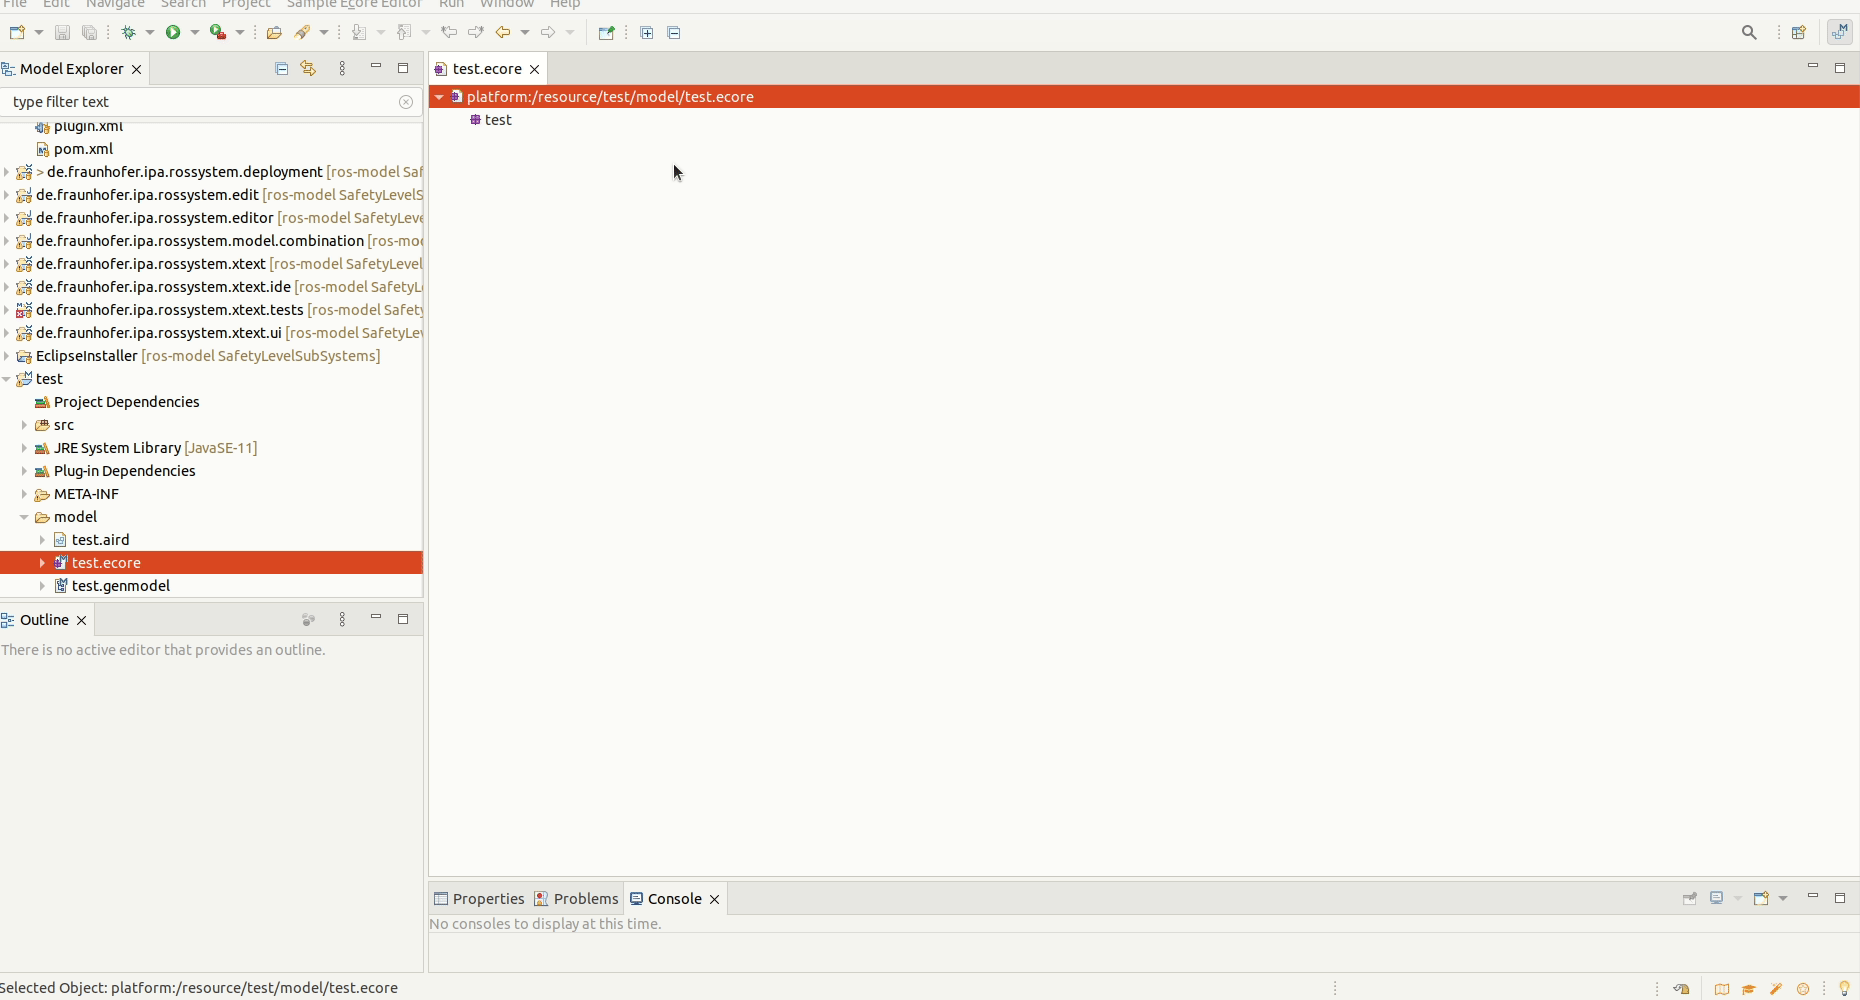 File Edit Navigate Search Project Sample Ecore Editor Run Window Help
Model Explorer
type filter text
plugin.xml
pom.xml
> de.fraunhofer.ipa.rossystem.deployment [ros-model Saf
de.fraunhofer.ipa.rossystem.edit [ros-model SafetyLevelS
de.fraunhofer.ipa.rossystem.editor [ros-model SafetyLeve
de.fraunhofer.ipa.rossystem.model.combination [ros-mo
de.fraunhofer.ipa.rossystem.xtext [ros-model SafetyLevel
de.fraunhofer.ipa.rossystem.xtext.ide [ros-model SafetyL
de.fraunhofer.ipa.rossystem.xtext.tests [ros-model Safety
de.fraunhofer.ipa.rossystem.xtext.ui [ros-model SafetyLe
EclipseInstaller [ros-model SafetyLevelSubSystems]
test
Project Dependencies
src
JRE System Library [JavaSE-11]
Plug-in Dependencies
META-INF
model
test.aird
test.ecore
test.genmodel
Outline
There is no active editor that provides an outline.
test.ecore
platform:/resource/test/model/test.ecore
test
Properties Problems Console
No consoles to display at this time.
Selected Object: platform:/resource/test/model/test.ecore